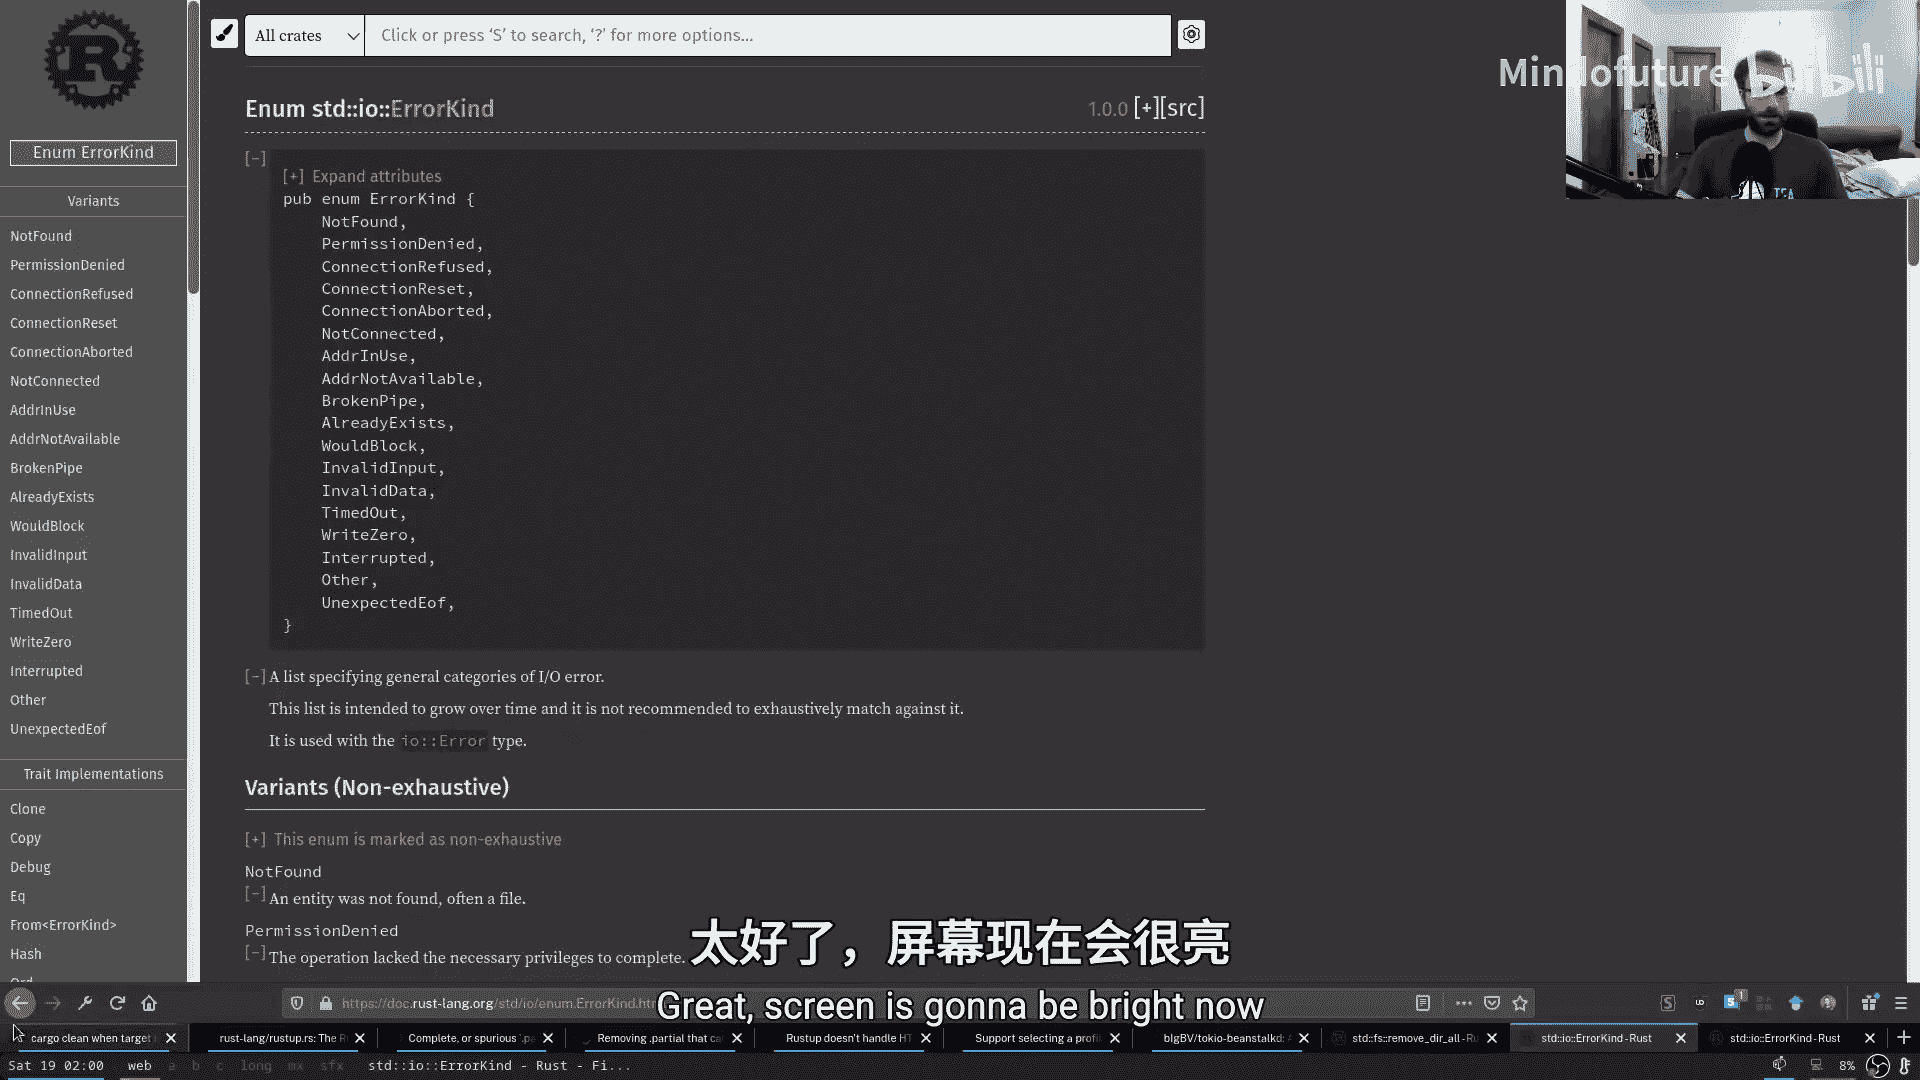 All crates
Click or press ‘S’ to search, ‘?’ for more options...
Mindofuture bilibili
Enum ErrorKind
Variants
NotFound
PermissionDenied
ConnectionRefused
ConnectionReset
ConnectionAborted
NotConnected
AddrInUse
AddrNotAvailable
BrokenPipe
AlreadyExists
WouldBlock
InvalidInput
InvalidData
TimedOut
WriteZero
Interrupted
Other
UnexpectedEof
Trait Implementations
Clone
Copy
Debug
Eq
From<ErrorKind>
Hash
Ord
Enum std::io::ErrorKind
1.0.0 [+][src]
[−]
[+] Expand attributes
pub enum ErrorKind {
NotFound,
PermissionDenied,
ConnectionRefused,
ConnectionReset,
ConnectionAborted,
NotConnected,
AddrInUse,
AddrNotAvailable,
BrokenPipe,
AlreadyExists,
WouldBlock,
InvalidInput,
InvalidData,
TimedOut,
WriteZero,
Interrupted,
Other,
UnexpectedEof,
}
[−] A list specifying general categories of I/O error.
This list is intended to grow over time and it is not recommended to exhaustively match against it.
It is used with the io::Error type.
Variants (Non-exhaustive)
[+] This enum is marked as non-exhaustive
NotFound
[−] An entity was not found, often a file.
PermissionDenied
[−] The operation lacked the necessary privileges to complete.
太好了，屏幕现在会很亮
Great, screen is gonna be bright now
https://doc.rust-lang.org/std/io/enum.ErrorKind.htm
cargo clean when target
rust-lang/rustup.rs: The R
Complete, or spurious `.pa
Removing .partial that ca
Rustup doesn't handle HT
Support selecting a profil
bIgBV/tokio-beanstalkd: A
std::fs::remove_dir_all - Ru
std::io::ErrorKind - Rust
std::io::ErrorKind - Rust
Sat 19 02:00 web a b c long mx sfx std::io::ErrorKind - Rust - Fi...
8%